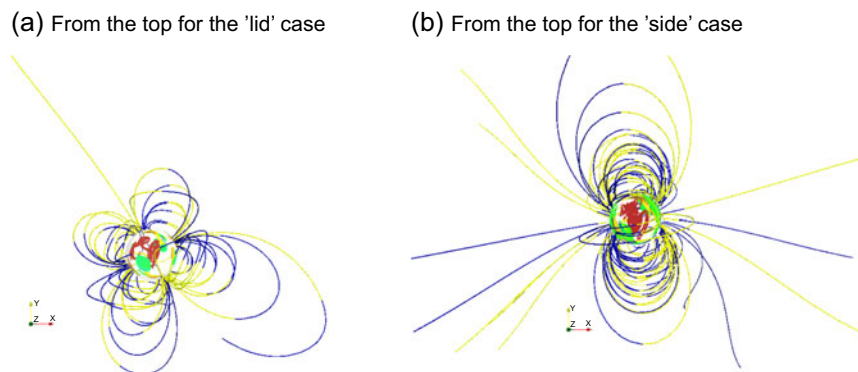 (a) From the top for the ’lid’ case
(b) From the top for the ’side’ case
Y
Z X
Y
Z X